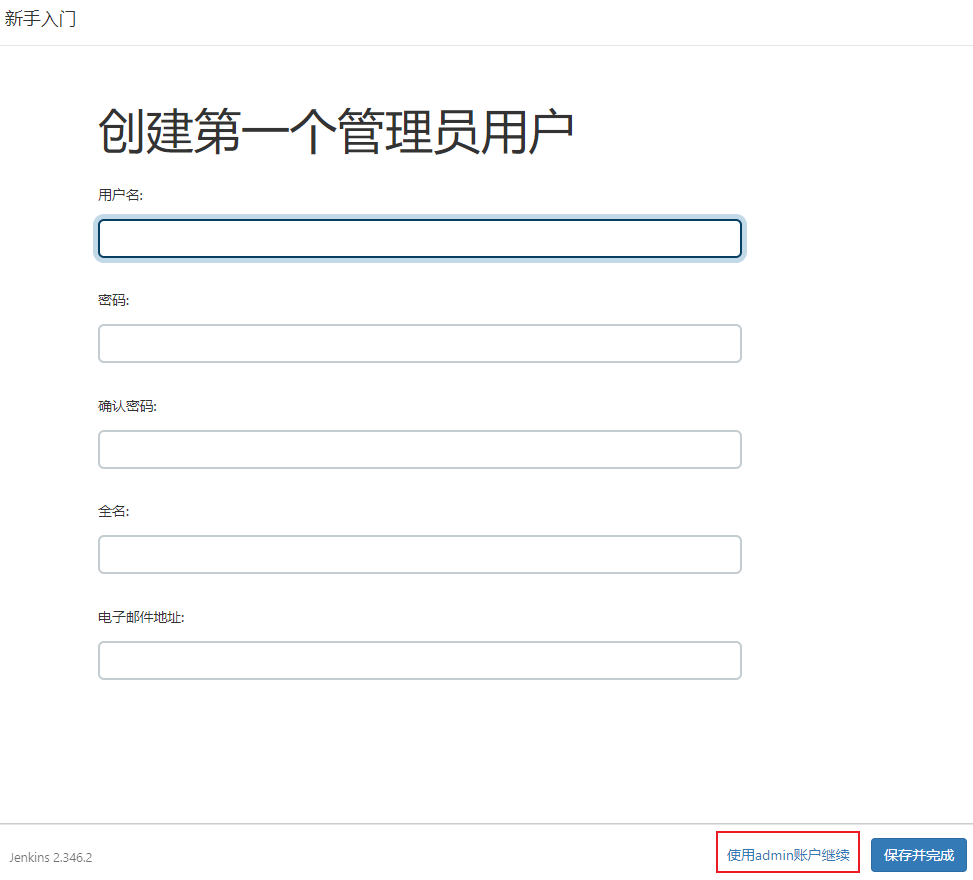 新手入门
创建第一个管理员用户
用户名:
密码:
确认密码:
全名:
电子邮件地址:
Jenkins 2.346.2
使用admin账户继续
保存并完成